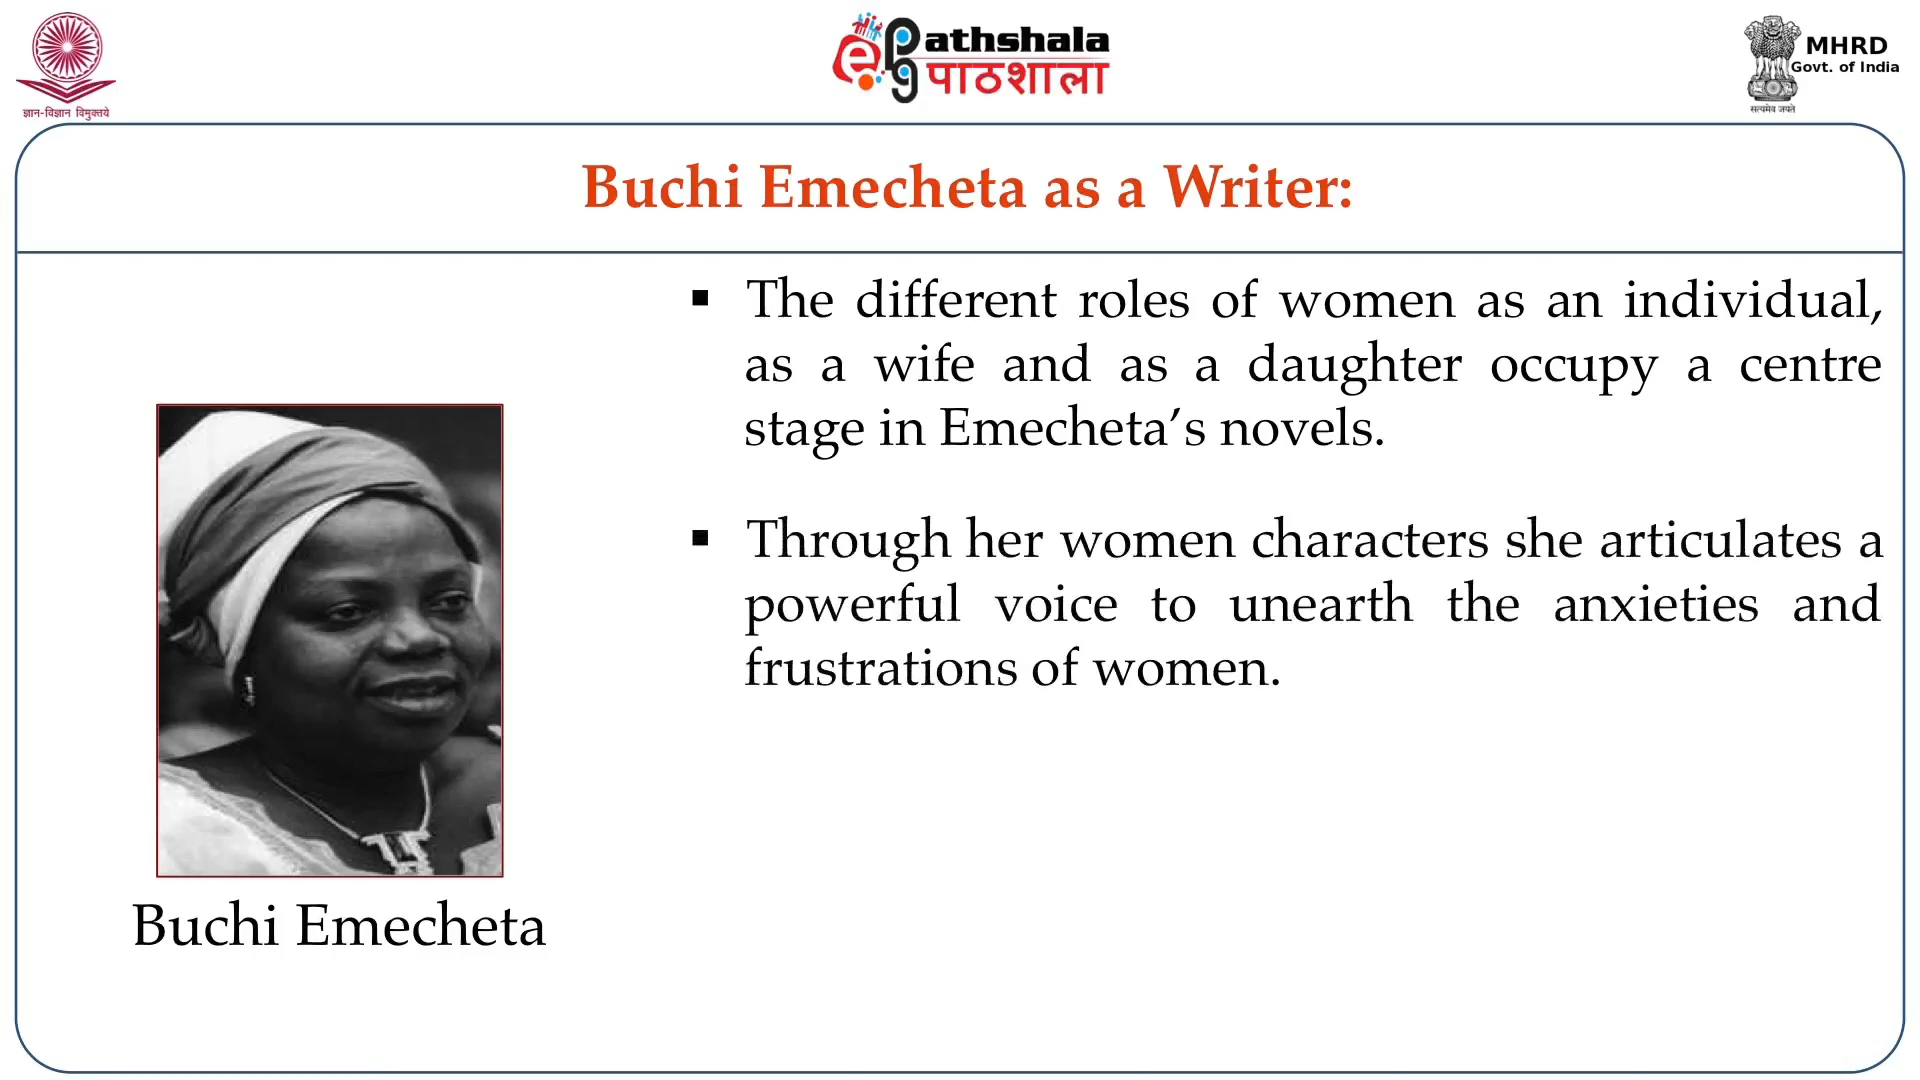 ज्ञान-विज्ञान विमुक्तये
ePG Pathshala
पाठशाला
MHRD
Govt. of India
सत्यमेव जयते
Buchi Emecheta as a Writer:
▪ The different roles of women as an individual,
as a wife and as a daughter occupy a centre
stage in Emecheta’s novels.
▪ Through her women characters she articulates a
powerful voice to unearth the anxieties and
frustrations of women.
Buchi Emecheta